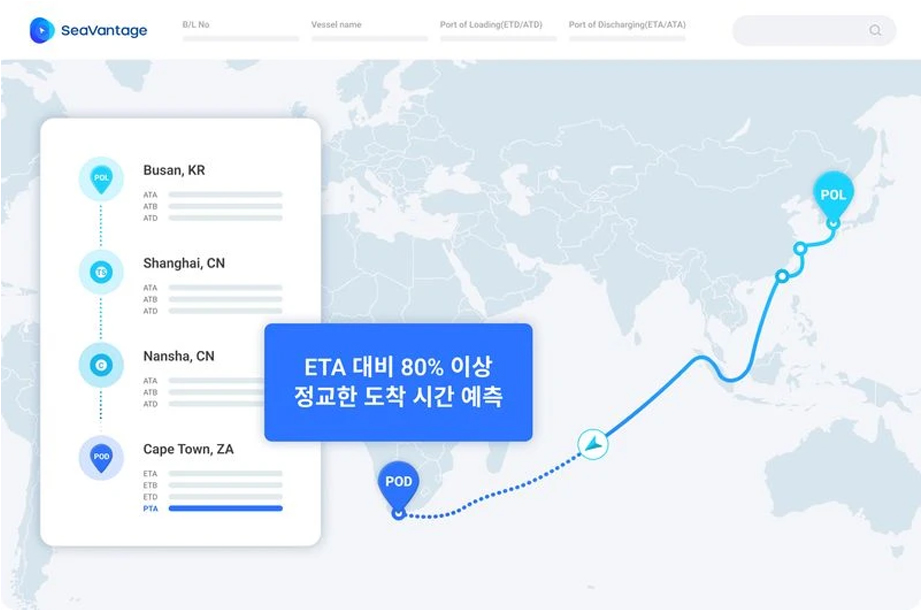 SeaVantage
B/L No
Vessel name
Port of Loading(ETD/ATD)
Port of Discharging(ETA/ATA)
POL
Busan, KR
ATA
ATB
ATD
TS
Shanghai, CN
ATA
ATB
ATD
C
Nansha, CN
ATA
ATB
ATD
POD
Cape Town, ZA
ETA
ETB
ETD
PTA
ETA 대비 80% 이상
정교한 도착 시간 예측
POL
POD